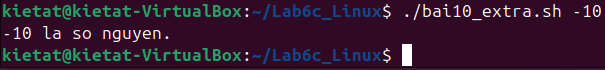 kietat@kietat-VirtualBox:~/Lab6c_Linux$ ./bai10_extra.sh -10
-10 la so nguyen.
kietat@kietat-VirtualBox:~/Lab6c_Linux$